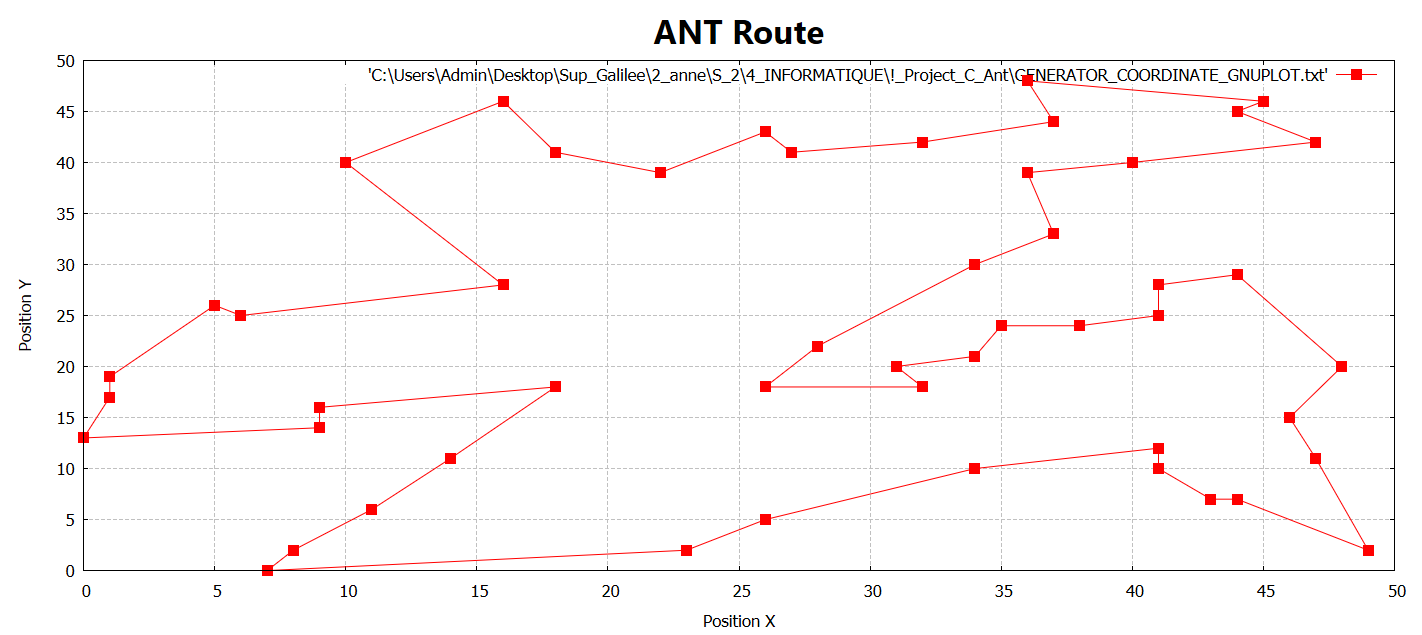 ANT Route
'C:\Users\Admin\Desktop\Sup_Galilee\2_anne\S_2\4_INFORMATIQUE\!_Project_C_Ant\GENERATOR_COORDINATE_GNUPLOT.txt'
50
45
40
35
30
25
20
15
10
5
0
Position Y
0 5 10 15 20 25 30 35 40 45 50
Position X